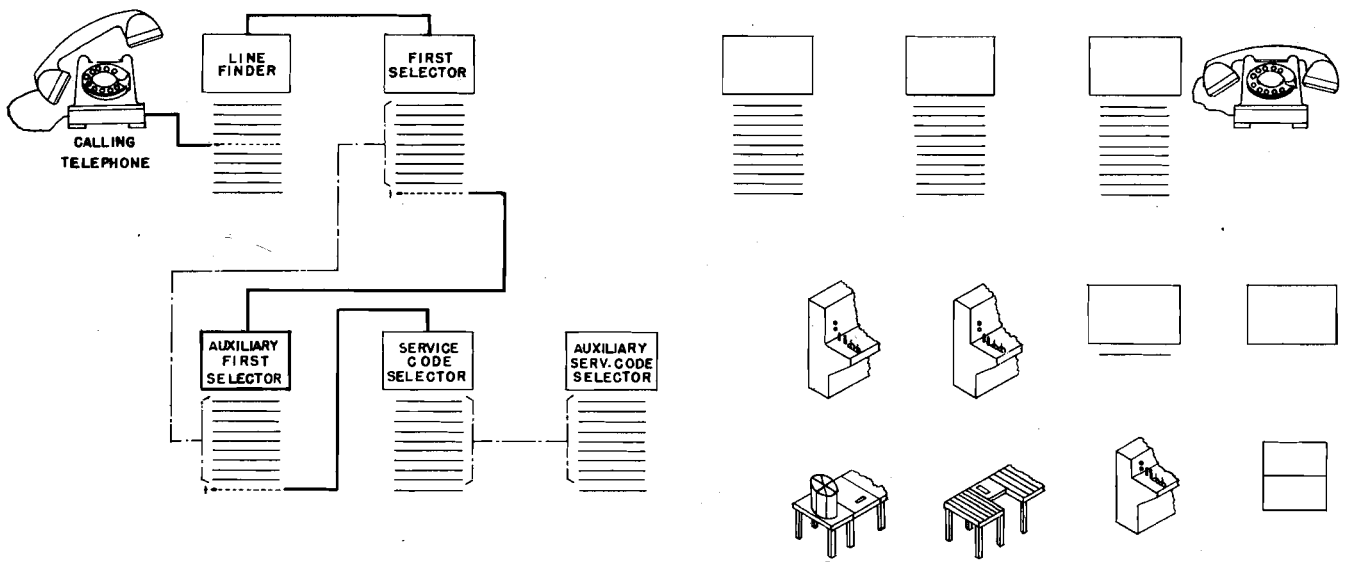 LINE
FINDER
FIRST
SELECTOR
CALLING
TELEPHONE
AUXILIARY
FIRST
SELECTOR
SERVICE
CODE
SELECTOR
AUXILIARY
SERV. CODE
SELECTOR